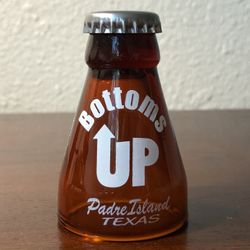 Bottoms
UP
Padre Island
TEXAS